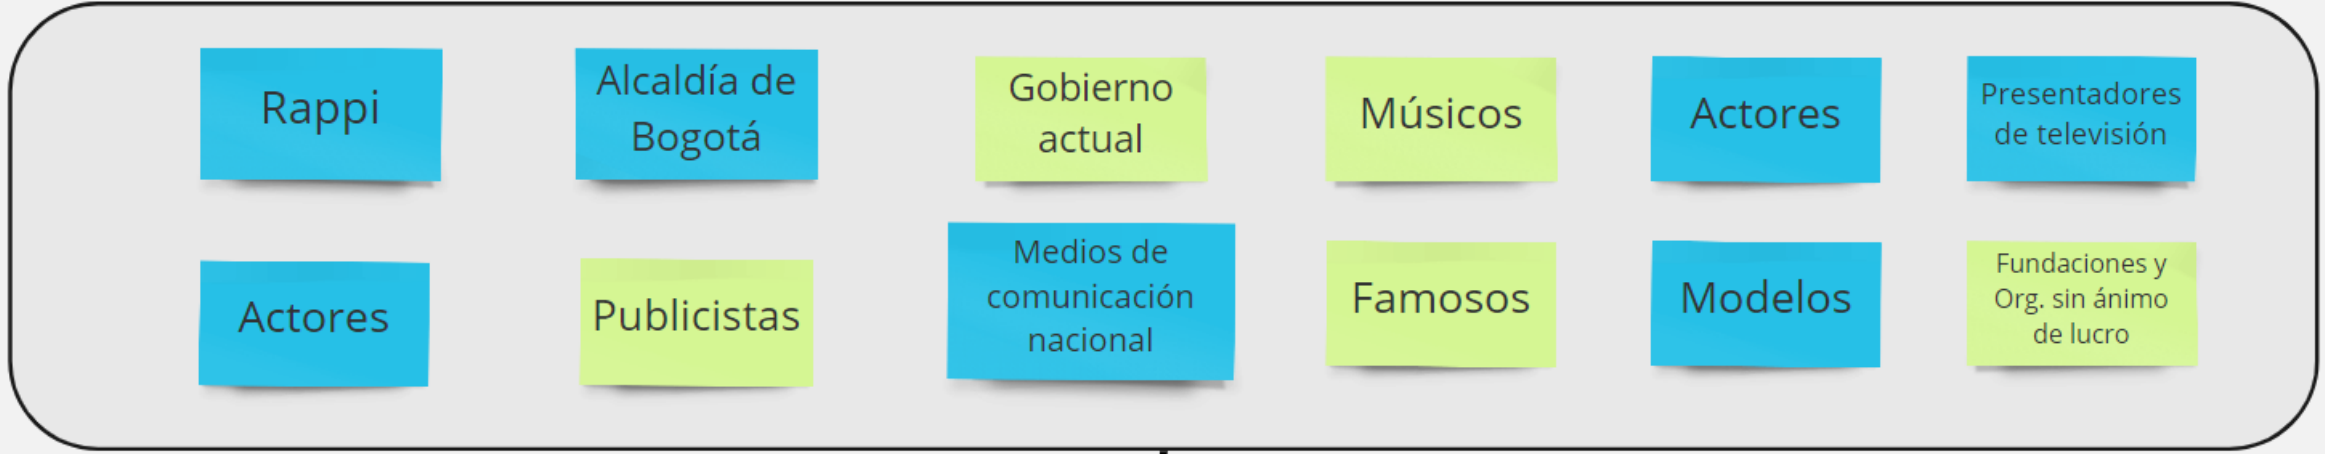 Rappi
Alcaldía de
Bogotá
Gobierno
actual
Músicos
Actores
Presentadores
de televisión
Actores
Publicistas
Medios de
comunicación
nacional
Famosos
Modelos
Fundaciones y
Org. sin ánimo
de lucro